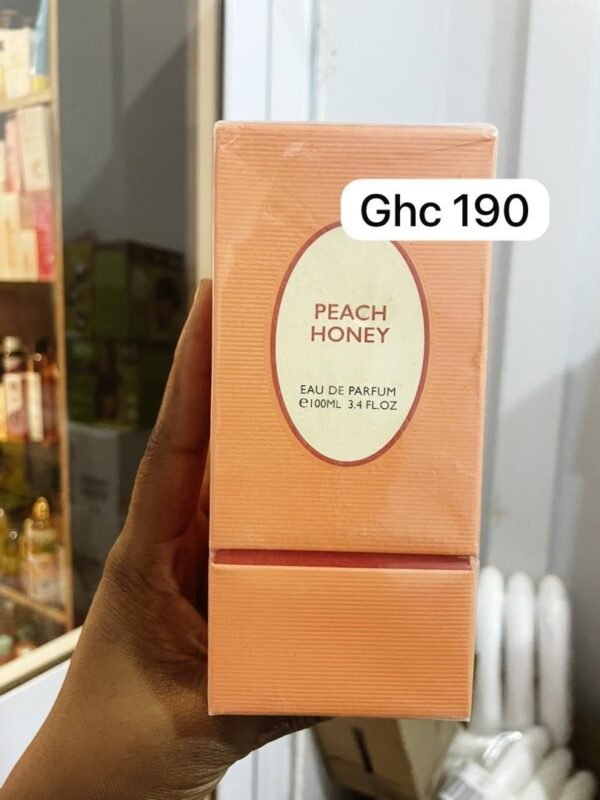 Ghc 190
PEACH
HONEY
EAU DE PARFUM
℮100ML 3.4 FL.OZ